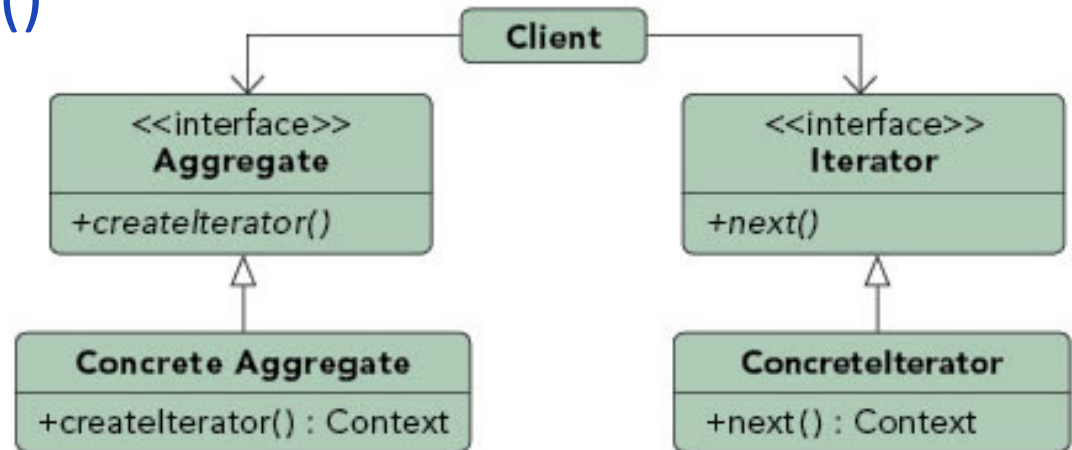 ()
Client
<<interface>>
Aggregate
+createIterator()
<<interface>>
Iterator
+next()
Concrete Aggregate
+createIterator() : Context
ConcreteIterator
+next() : Context